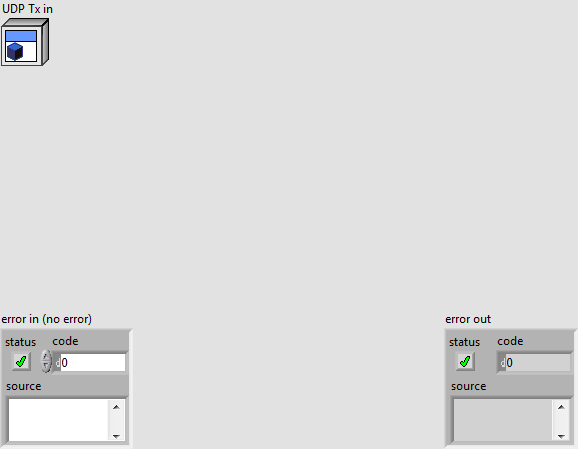 UDP Tx in
error in (no error)
status code
d 0
source
error out
status code
d 0
source